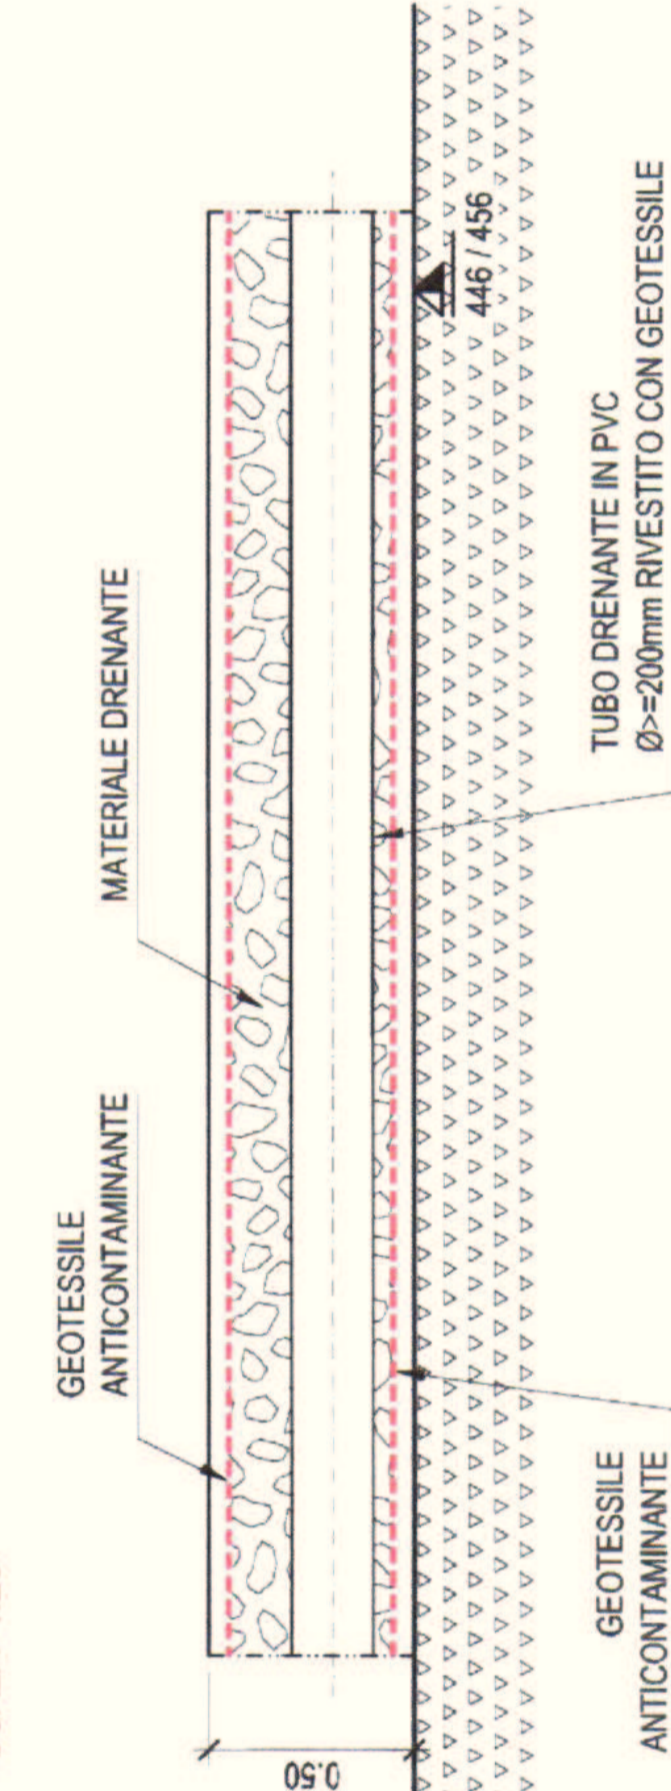 GEOTESSILE
ANTICONTAMINANTE
MATERIALE DRENANTE
0.50
446 / 456
GEOTESSILE
ANTICONTAMINANTE
TUBO DRENANTE IN PVC
Ø>=200mm RIVESTITO CON GEOTESSILE